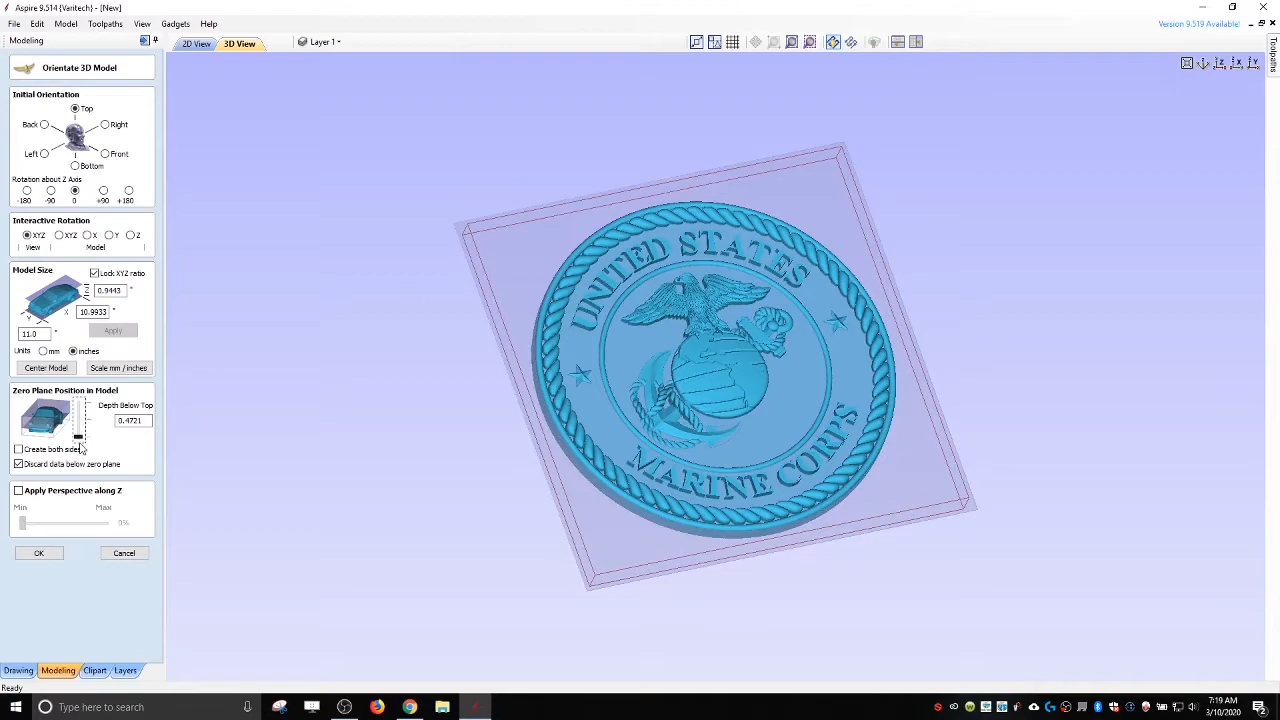 Aspire 9.514 {Varitech} - [New]
File Edit Model Toolpaths View Gadgets Help
Version 9.519 Available!
Modeling
2D View 3D View Layer 1
Toolpaths
Orientate 3D Model
Initial Orientation
Top
Back Right
Left Front
Bottom
Rotation about Z Axis
-180 -90 0 +90 +180
Interactive Rotation
XYZ XYZ X Y Z
View Model
Model Size
Lock XYZ ratio
Z 0.9443 "
Y X 10.9933 "
11.0 " Apply
Units mm inches
Center Model Scale mm / inches
Zero Plane Position in Model
Depth Below Top
0.4721
Create both sides
Discard data below zero plane
Apply Perspective along Z
Min Max
0%
OK Cancel
UNITED STATES
MARINE CORPS
Drawing Modeling Clipart Layers
Ready
Type here to search
7:19 AM
3/10/2020